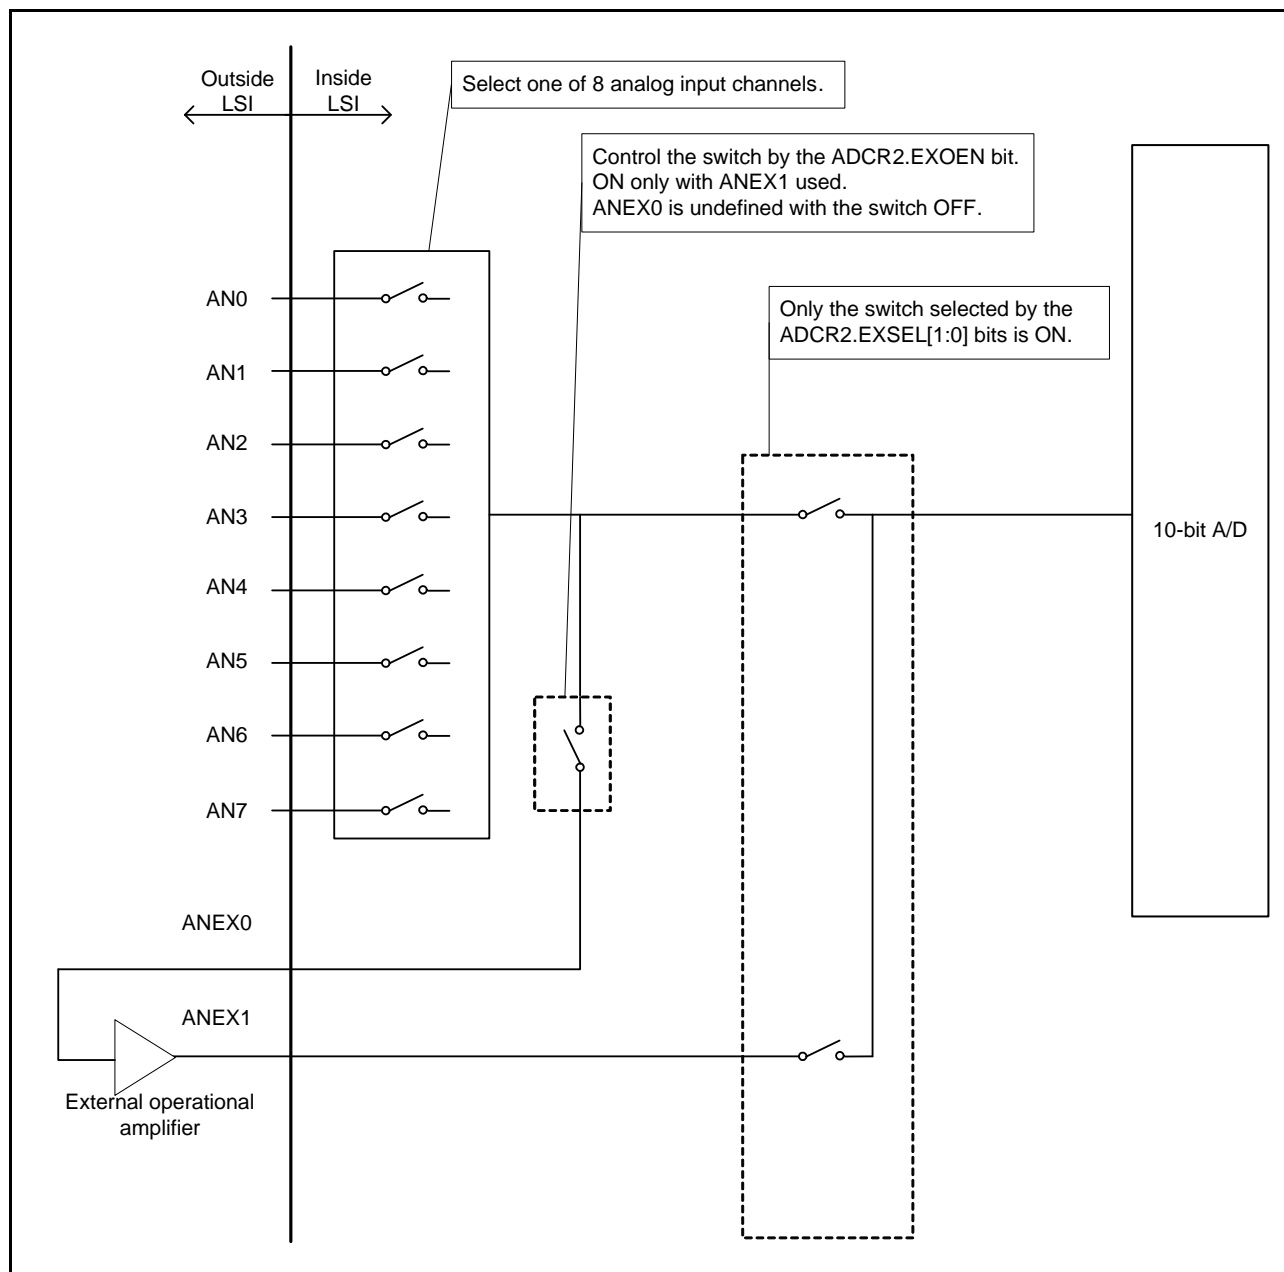 Outside
LSI
Inside
LSI
Select one of 8 analog input channels.
Control the switch by the ADCR2.EXOEN bit.
ON only with ANEX1 used.
ANEX0 is undefined with the switch OFF.
Only the switch selected by the
ADCR2.EXSEL[1:0] bits is ON.
AN0
AN1
AN2
AN3
AN4
AN5
AN6
AN7
10-bit A/D
ANEX0
ANEX1
External operational
amplifier